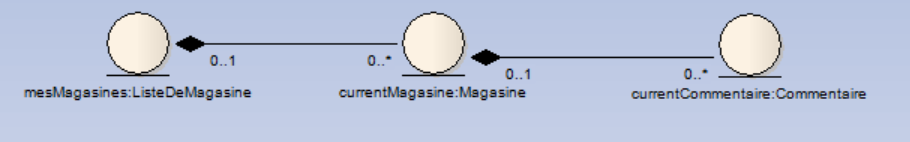 0..1
0..*
0..1
0..*
mesMagasines:ListeDeMagasine
currentMagasine:Magasine
currentCommentaire:Commentaire